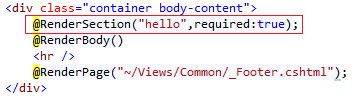 <div class="container body-content">
@RenderSection("hello",required:true);
@RenderBody()
<hr />
@RenderPage("~/Views/Common/_Footer.cshtml");
</div>